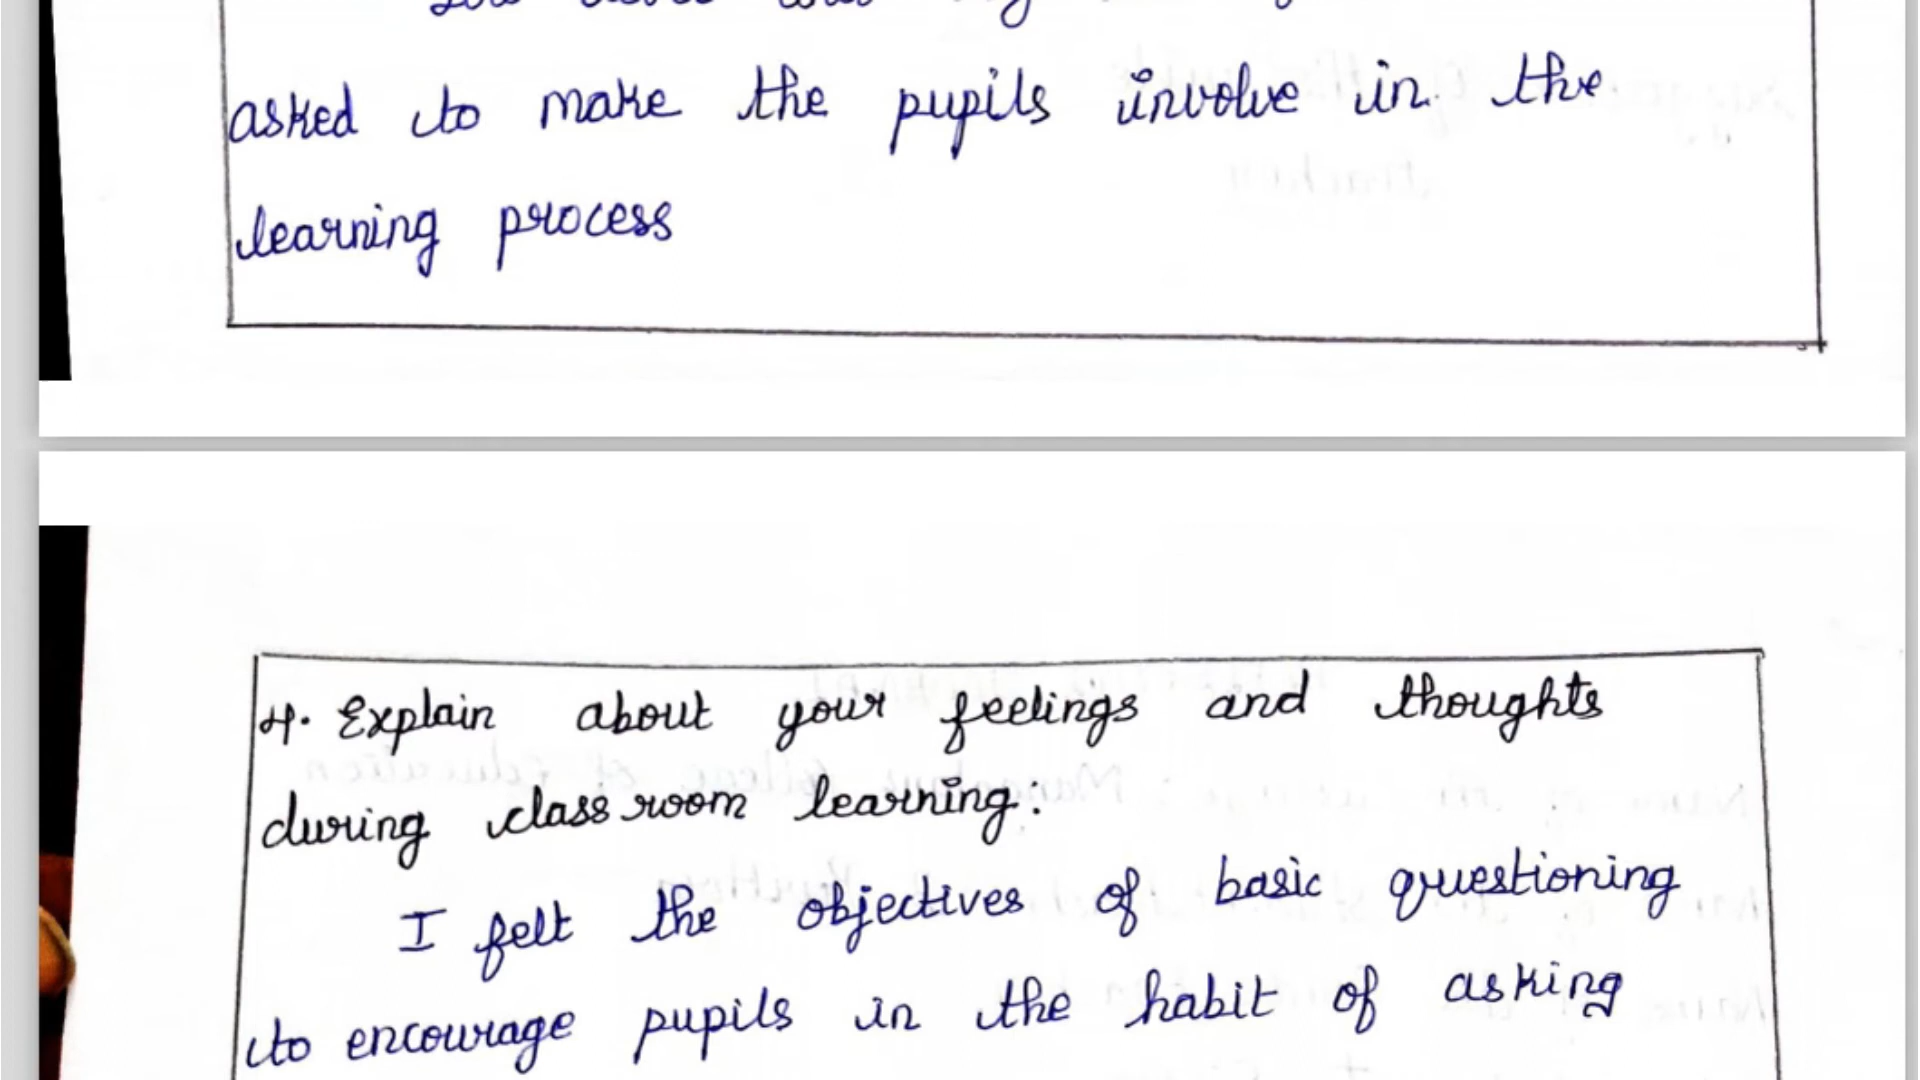 asked to make the pupils involve in the
learning process
4. Explain about your feelings and thoughts
during class room learning:
I felt the objectives of basic questioning
to encourage pupils in the habit of asking